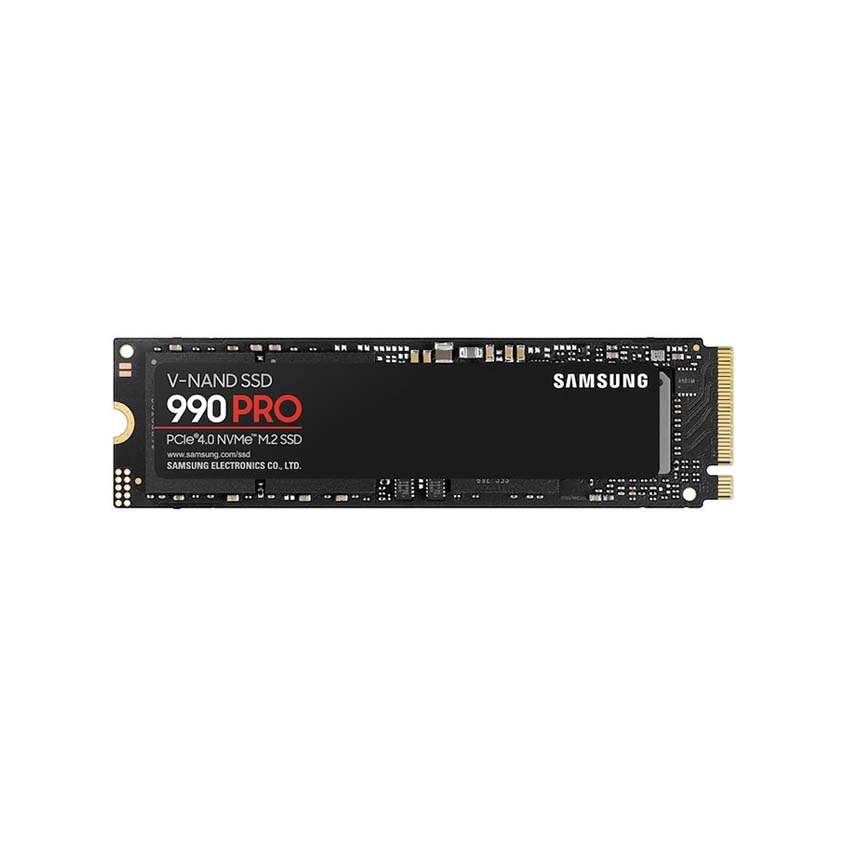 V-NAND SSD
990 PRO
PCIe®4.0 NVMe™ M.2 SSD
www.samsung.com/ssd
SAMSUNG ELECTRONICS CO., LTD.
SAMSUNG